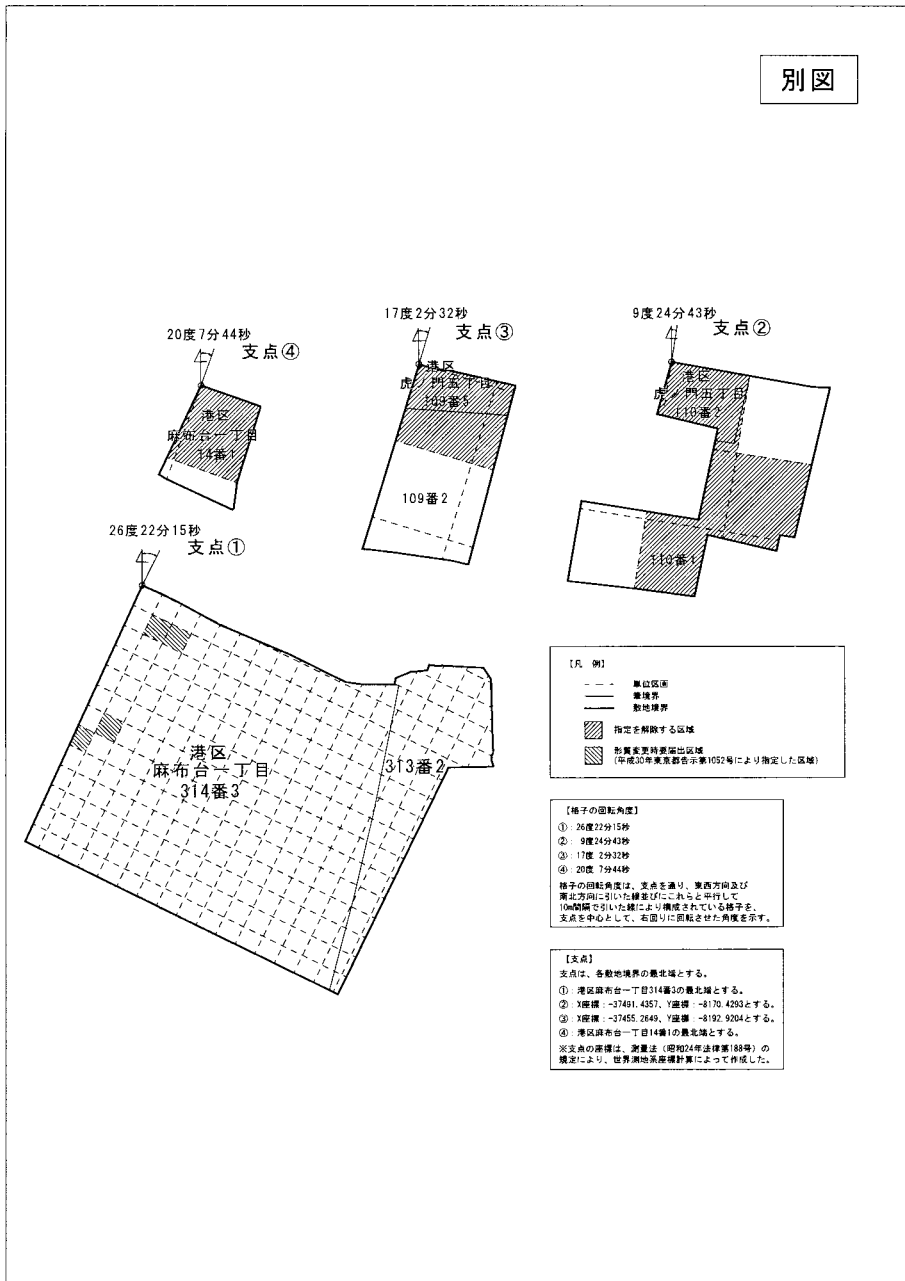 別図
17度2分32秒
支点③
9度24分43秒
支点②
20度7分44秒
支点④
港区
虎ノ門五丁目
109番5
109番2
港区
虎ノ門五丁目
110番2
110番1
港区
麻布台一丁目
14番1
26度22分15秒
支点①
港区
麻布台一丁目
314番3
313番2
【凡 例】
単位区画
筆境界
敷地境界
指定を解除する区域
形質変更時要届出区域
(平成30年東京都告示第1052号により指定した区域)
【格子の回転角度】
①:26度22分15秒
②: 9度24分43秒
③:17度 2分32秒
④:20度 7分44秒
格子の回転角度は、支点を通り、東西方向及び
南北方向に引いた線並びにこれらと平行して
10m間隔で引いた線により構成されている格子を、
支点を中心として、右回りに回転させた角度を示す。
【支点】
支点は、各敷地境界の最北端とする。
①:港区麻布台一丁目314番3の最北端とする。
②:X座標:-37491.4357、Y座標:-8170.4293とする。
③:X座標:-37455.2649、Y座標:-8192.9204とする。
④:港区麻布台一丁目14番1の最北端とする。
※支点の座標は、測量法(昭和24年法律第188号)の
規定により、世界測地系座標計算によって作成した。